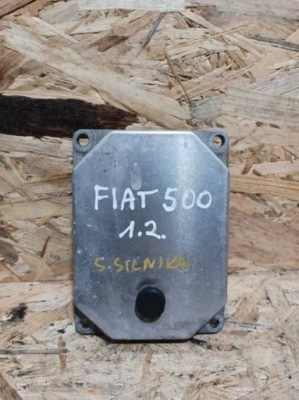 FIAT 500
1.2.
S. SILNIKA